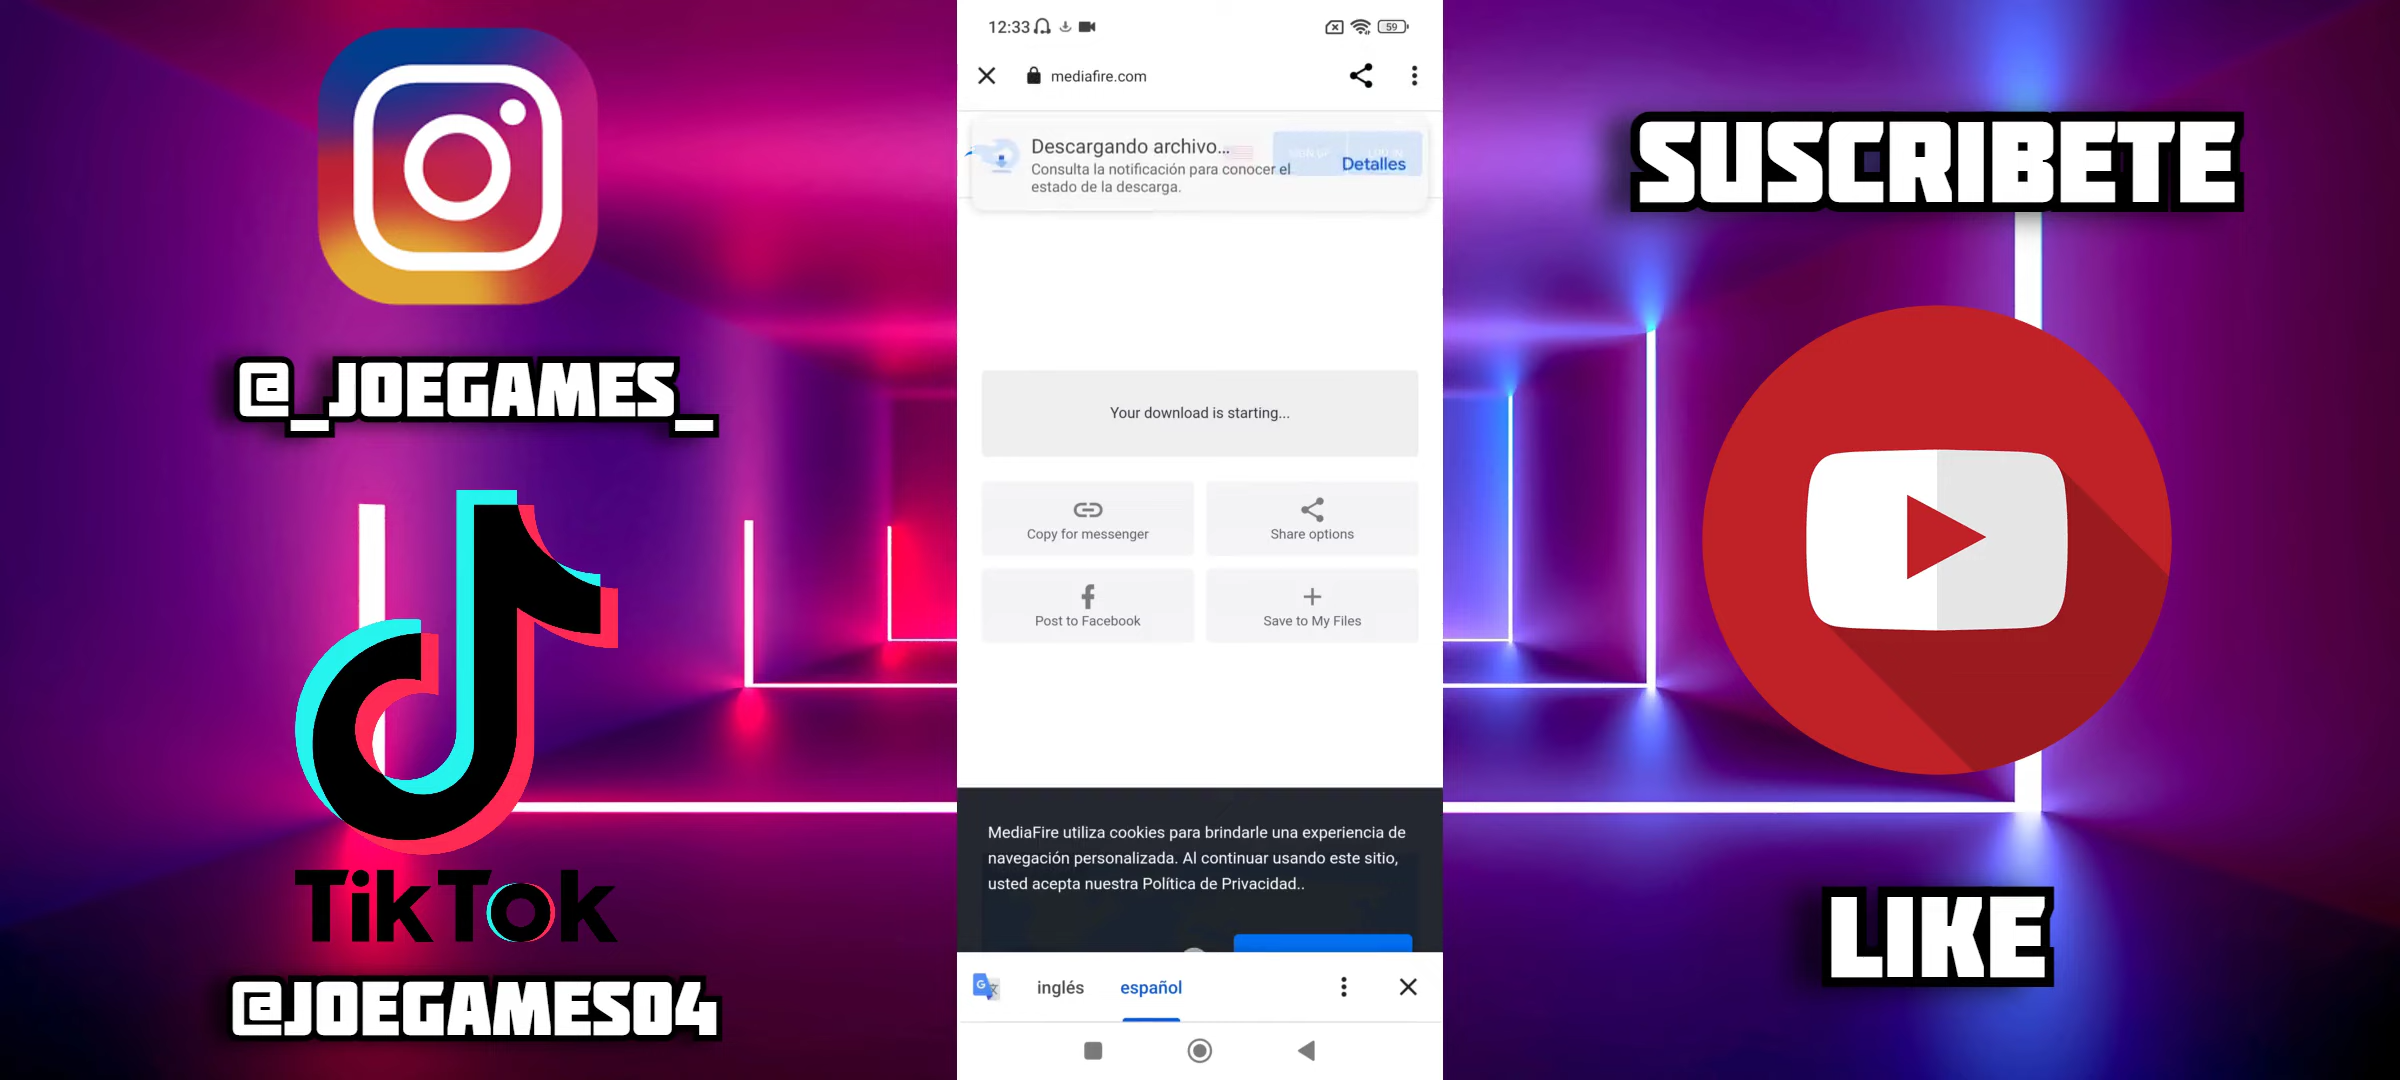 @_JOEGAMES_
TikTok
@JOEGAMES04
12:33
59
mediafire.com
Descargando archivo...
Consulta la notificación para conocer el
estado de la descarga.
Detalles
Your download is starting...
Copy for messenger
Share options
Post to Facebook
Save to My Files
MediaFire utiliza cookies para brindarle una experiencia de
navegación personalizada. Al continuar usando este sitio,
usted acepta nuestra Política de Privacidad..
inglés
español
SUSCRIBETE
LIKE